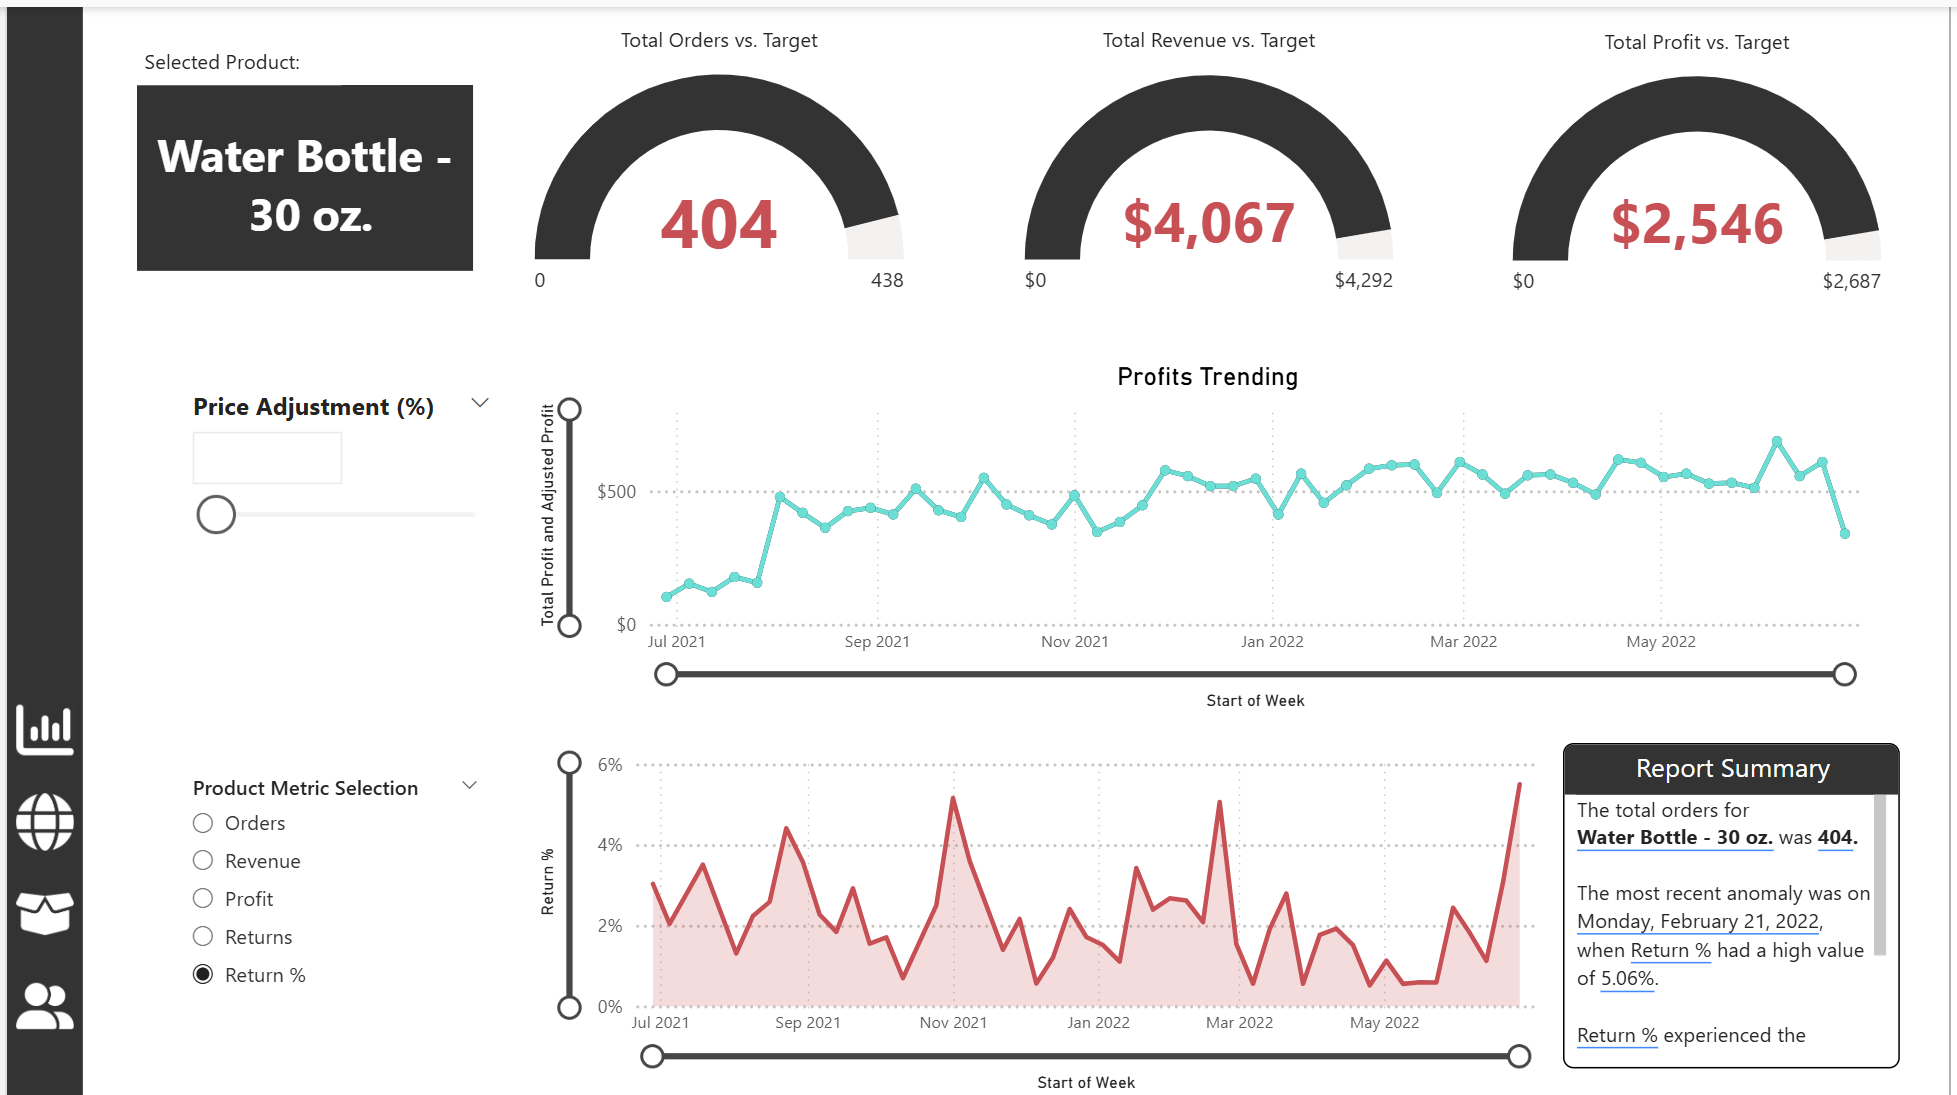 Selected Product:
Water Bottle -
30 oz.
Total Orders vs. Target
404
0
438
Total Revenue vs. Target
$4,067
$0
$4,292
Total Profit vs. Target
$2,546
$0
$2,687
Price Adjustment (%)
Profits Trending
Total Profit and Adjusted Profit
$500
$0
Jul 2021
Sep 2021
Nov 2021
Jan 2022
Mar 2022
May 2022
Start of Week
Product Metric Selection
Orders
Revenue
Profit
Returns
Return %
Return %
6%
4%
2%
0%
Jul 2021
Sep 2021
Nov 2021
Jan 2022
Mar 2022
May 2022
Start of Week
Report Summary
The total orders for
Water Bottle - 30 oz. was 404.
The most recent anomaly was on
Monday, February 21, 2022,
when Return % had a high value
of 5.06%.
Return % experienced the